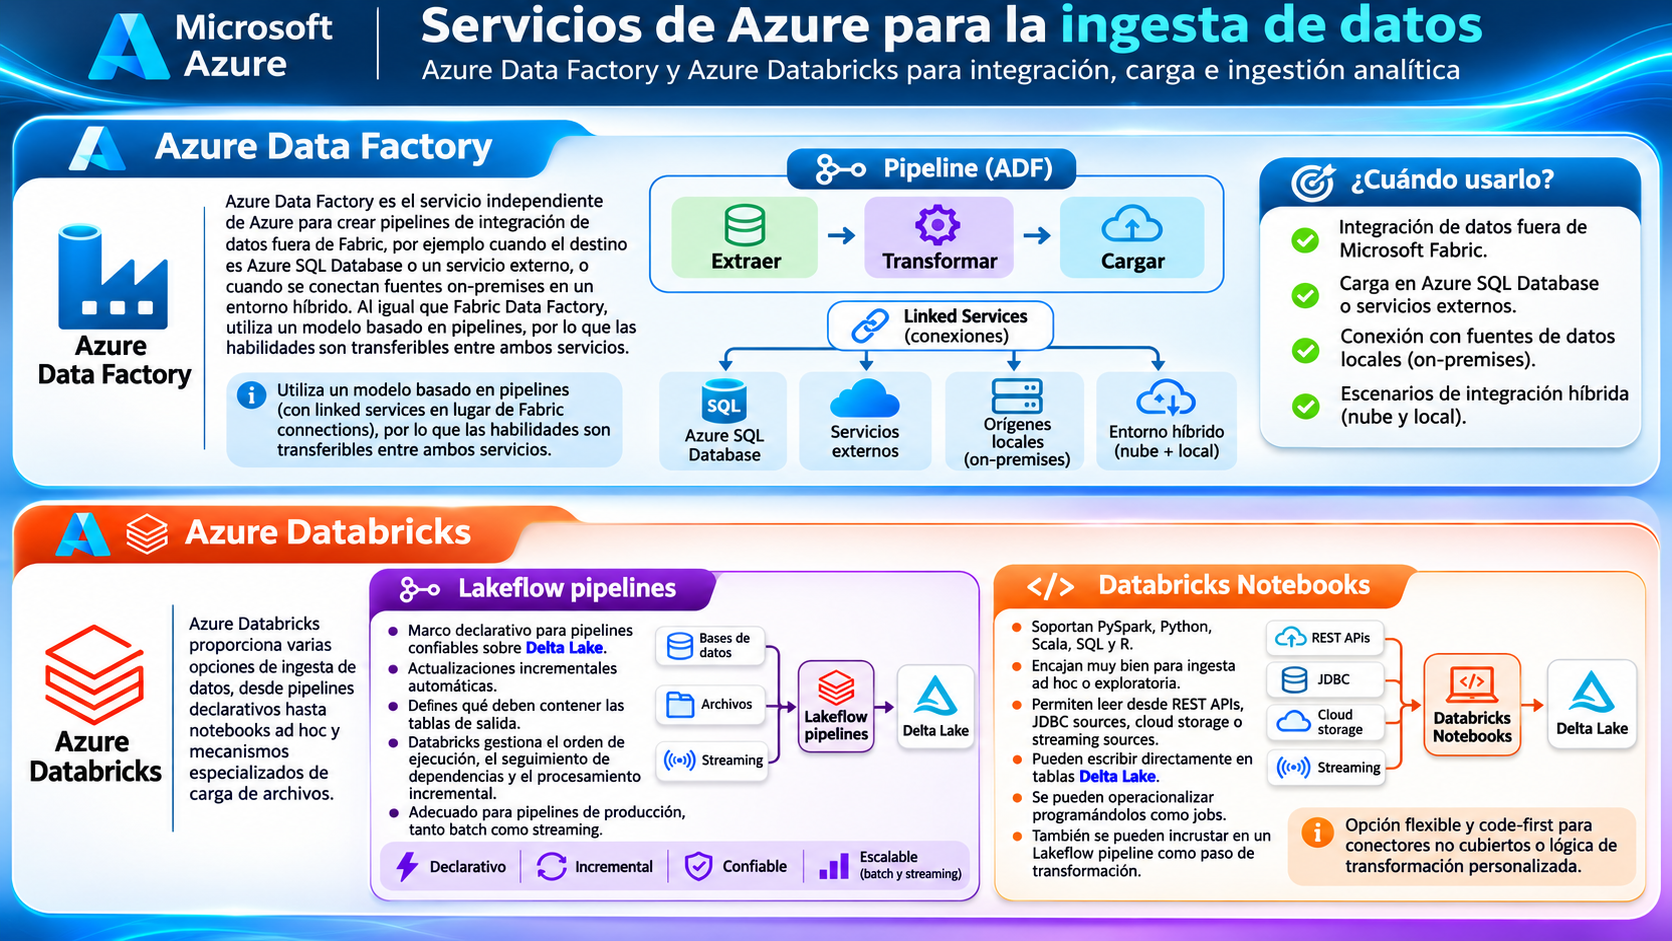 Microsoft
Azure
Servicios de Azure para la ingesta de datos
Azure Data Factory y Azure Databricks para integración, carga e ingestión analítica
Azure Data Factory
Azure
Data Factory
Azure Data Factory es el servicio independiente
de Azure para crear pipelines de integración de
datos fuera de Fabric, por ejemplo cuando el destino
es Azure SQL Database o un servicio externo, o
cuando se conectan fuentes on-premises en un
entorno híbrido. Al igual que Fabric Data Factory,
utiliza un modelo basado en pipelines, por lo que las
habilidades son transferibles entre ambos servicios.
Utiliza un modelo basado en pipelines
(con linked services en lugar de Fabric
connections), por lo que las habilidades son
transferibles entre ambos servicios.
Pipeline (ADF)
Extraer
Transformar
Cargar
Linked Services
(conexiones)
SQL
Azure SQL
Database
Servicios
externos
Orígenes
locales
(on-premises)
Entorno híbrido
(nube + local)
¿Cuándo usarlo?
Integración de datos fuera de
Microsoft Fabric.
Carga en Azure SQL Database
o servicios externos.
Conexión con fuentes de datos
locales (on-premises).
Escenarios de integración híbrida
(nube y local).
Azure Databricks
Azure
Databricks
Azure Databricks
proporciona varias
opciones de ingesta de
datos, desde pipelines
declarativos hasta
notebooks ad hoc y
mecanismos
especializados de
carga de archivos.
Lakeflow pipelines
Marco declarativo para pipelines
confiables sobre Delta Lake.
Actualizaciones incrementales
automáticas.
Defines qué deben contener las
tablas de salida.
Databricks gestiona el orden de
ejecución, el seguimiento de
dependencias y el procesamiento
incremental.
Adecuado para pipelines de producción,
tanto batch como streaming.
Bases de
datos
Archivos
Streaming
Lakeflow
pipelines
Delta Lake
Declarativo
Incremental
Confiable
Escalable
(batch y streaming)
</> Databricks Notebooks
Soportan PySpark, Python,
Scala, SQL y R.
Encajan muy bien para ingesta
ad hoc o exploratoria.
Permiten leer desde REST APIs,
JDBC sources, cloud storage o
streaming sources.
Pueden escribir directamente en
tablas Delta Lake.
Se pueden operacionalizar
programándolos como jobs.
También se pueden incrustar en un
Lakeflow pipeline como paso de
transformación.
REST APIs
JDBC
Cloud
storage
Streaming
</>
Databricks
Notebooks
Delta Lake
Opción flexible y code-first para
conectores no cubiertos o lógica de
transformación personalizada.